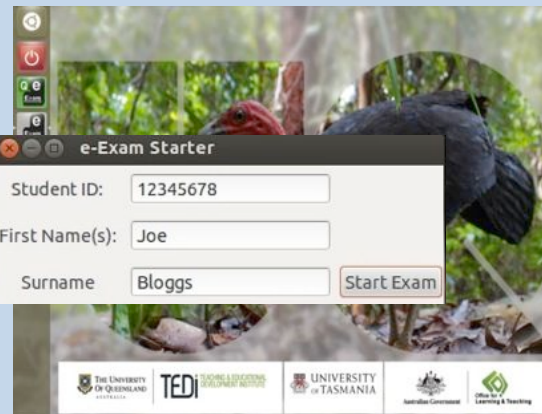 Q e
Exam
e
e-Exam Starter
Student ID: 12345678
First Name(s): Joe
Surname Bloggs Start Exam
THE UNIVERSITY
OF QUEENSLAND
AUSTRALIA
TEDI TEACHING & EDUCATIONAL
DEVELOPMENT INSTITUTE
UNIVERSITY
of TASMANIA
Australian Government
Office for
Learning & Teaching